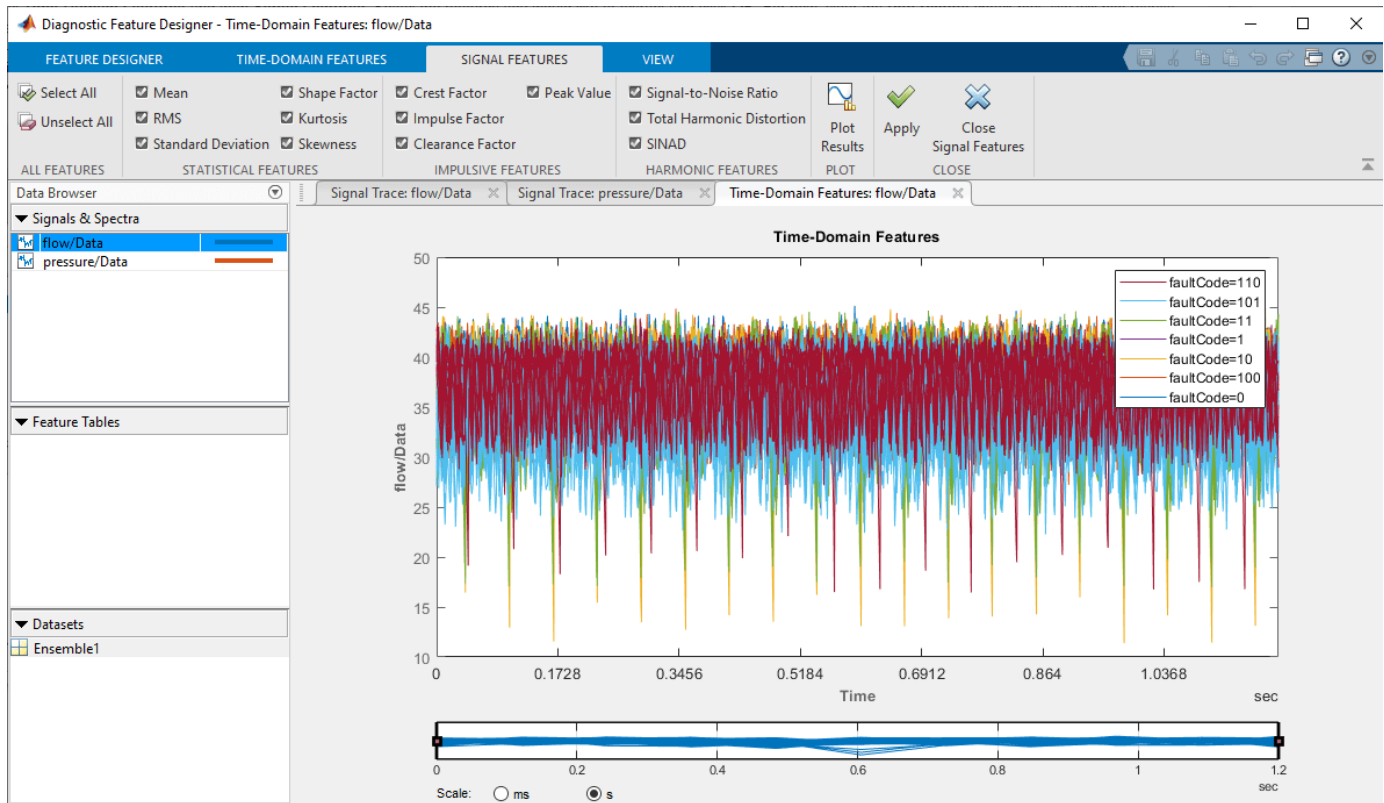 Diagnostic Feature Designer - Time-Domain Features: flow/Data
FEATURE DESIGNER TIME-DOMAIN FEATURES SIGNAL FEATURES VIEW
Select All Mean Shape Factor Crest Factor Peak Value Signal-to-Noise Ratio
Unselect All RMS Kurtosis Impulse Factor Total Harmonic Distortion Plot Results Apply Close Signal Features
Standard Deviation Skewness Clearance Factor SINAD
ALL FEATURES STATISTICAL FEATURES IMPULSIVE FEATURES HARMONIC FEATURES PLOT CLOSE
Data Browser
Signal Trace: flow/Data Signal Trace: pressure/Data Time-Domain Features: flow/Data
Signals & Spectra
flow/Data
pressure/Data
Feature Tables
Datasets
Ensemble1
Time-Domain Features
50
45
40
35
30
25
20
15
10
flow/Data
faultCode=110
faultCode=101
faultCode=11
faultCode=1
faultCode=10
faultCode=100
faultCode=0
0 0.1728 0.3456 0.5184 0.6912 0.864 1.0368
Time sec
0 0.2 0.4 0.6 0.8 1 1.2
sec
Scale: ms s